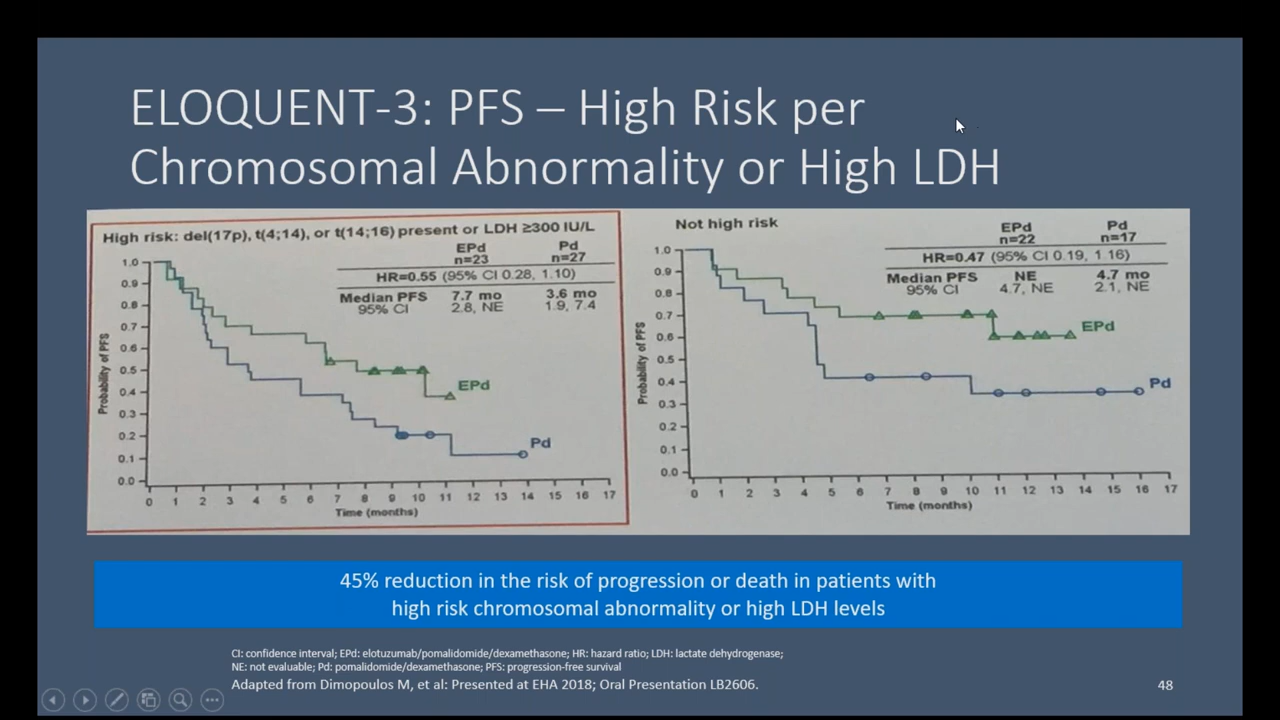 ELOQUENT-3: PFS – High Risk per
Chromosomal Abnormality or High LDH
High risk: del(17p), t(4;14), or t(14;16) present or LDH ≥300 IU/L
EPd Pd
n=23 n=27
HR=0.55 (95% CI 0.28, 1.10)
Median PFS 7.7 mo 3.6 mo
95% CI 2.8, NE 1.9, 7.4
Probability of PFS
1.0
0.9
0.8
0.7
0.6
0.5
0.4
0.3
0.2
0.1
0.0
EPd
Pd
0 1 2 3 4 5 6 7 8 9 10 11 12 13 14 15 16 17
Time (months)
Not high risk
EPd Pd
n=22 n=17
HR=0.47 (95% CI 0.19, 1.16)
Median PFS NE 4.7 mo
95% CI 4.7, NE 2.1, NE
Probability of PFS
1.0
0.9
0.8
0.7
0.6
0.5
0.4
0.3
0.2
0.1
0.0
EPd
Pd
0 1 2 3 4 5 6 7 8 9 10 11 12 13 14 15 16 17
Time (months)
45% reduction in the risk of progression or death in patients with
high risk chromosomal abnormality or high LDH levels
CI: confidence interval; EPd: elotuzumab/pomalidomide/dexamethasone; HR: hazard ratio; LDH: lactate dehydrogenase;
NE: not evaluable; Pd: pomalidomide/dexamethasone; PFS: progression-free survival
Adapted from Dimopoulos M, et al: Presented at EHA 2018; Oral Presentation LB2606.
48